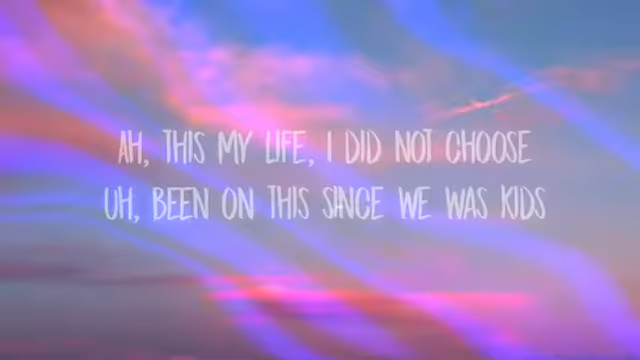 AH, THIS MY LIFE, I DID NOT CHOOSE
UH, BEEN ON THIS SINCE WE WAS KIDS